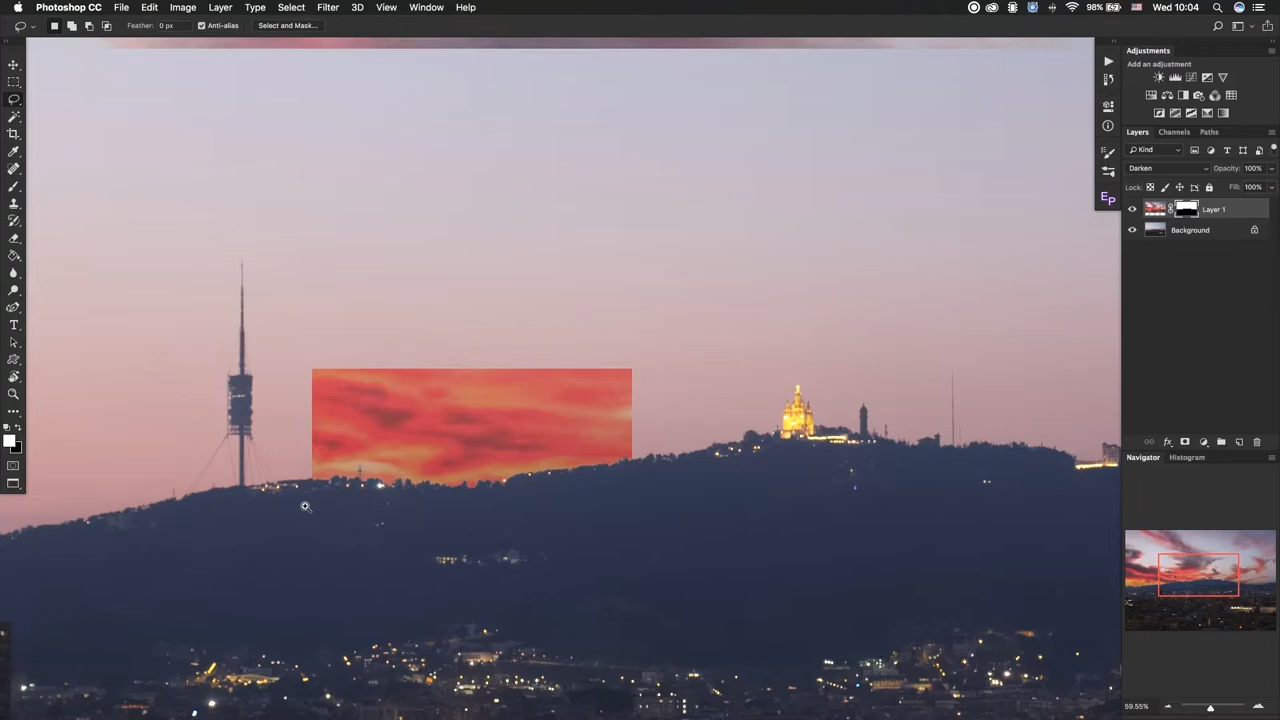 Photoshop CC File Edit Image Layer Type Select Filter 3D View Window Help 98% Wed 10:04
Feather: 0 px Anti-alias Select and Mask...
Adjustments
Add an adjustment
Layers Channels Paths
Kind
Darken Opacity: 100%
Lock: Fill: 100%
Ep
Layer 1
Background
fx
Navigator Histogram
59.55%